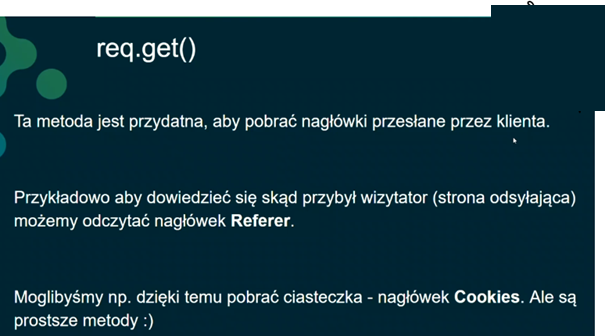 req.get()
Ta metoda jest przydatna, aby pobrać nagłówki przesłane przez klienta.
Przykładowo aby dowiedzieć się skąd przybył wizytator (strona odsyłająca)
możemy odczytać nagłówek Referer.
Moglibyśmy np. dzięki temu pobrać ciasteczka - nagłówek Cookies. Ale są
prostsze metody :)